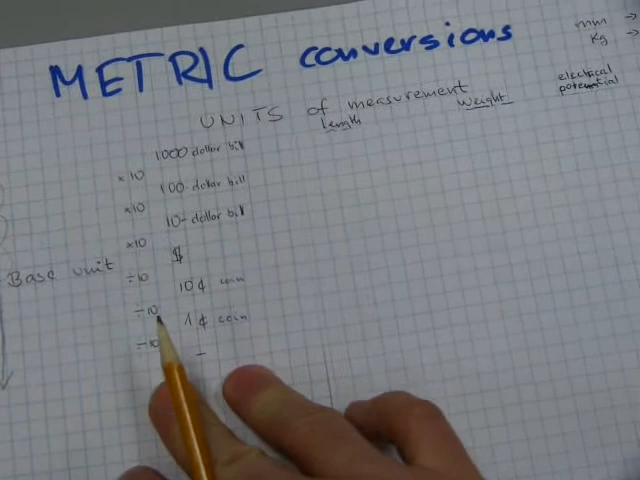 METRIC conversions
mm →
Kg →
UNITS of measurement
length
weight
electrical
potential
1000 dollar bill
×10
100-dollar bill
×10
10-dollar bill
×10
$
Base unit
÷10
10¢ coin
÷10
1¢ coin
÷10
—